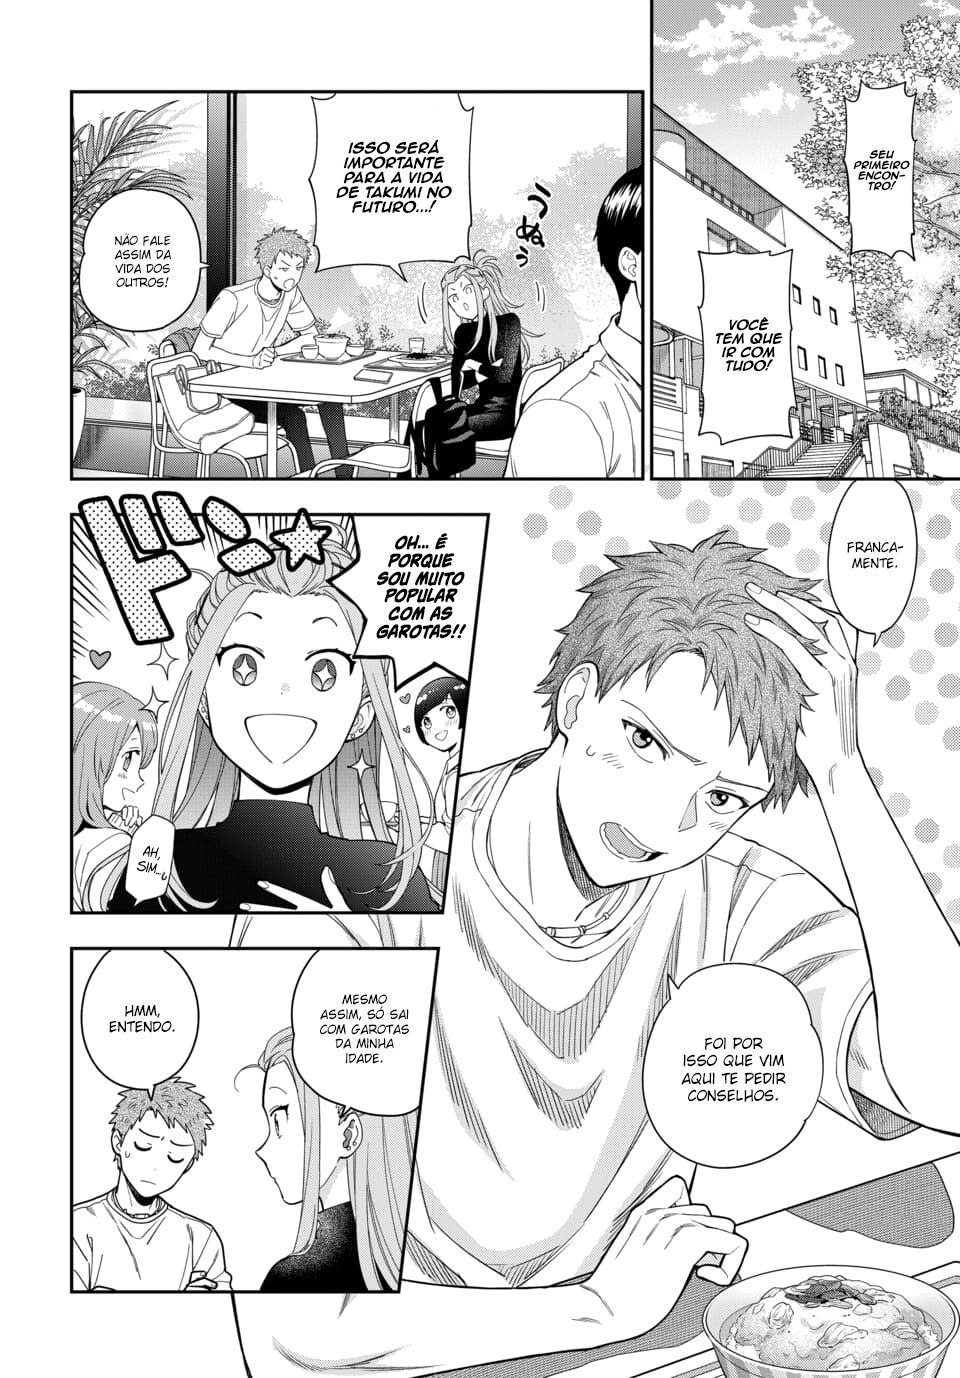 SEU
PRIMEIRO
ENCON-
TRO!
VOCÊ
TEM QUE
IR COM
TUDO!
ISSO SERÁ
IMPORTANTE
PARA A VIDA
DE TAKUMI NO
FUTURO...!
うぬぅ
NÃO FALE
ASSIM DA
VIDA DOS
OUTROS!
FRANCA-
MENTE.
FOI POR
ISSO QUE VIM
AQUI TE PEDIR
CONSELHOS.
OH... É
PORQUE
SOU MUITO
POPULAR
COM AS
GAROTAS!!
ドン☆
AH,
SIM...
MESMO
ASSIM, SÓ SAI
COM GAROTAS
DA MINHA
IDADE.
HMM,
ENTENDO.